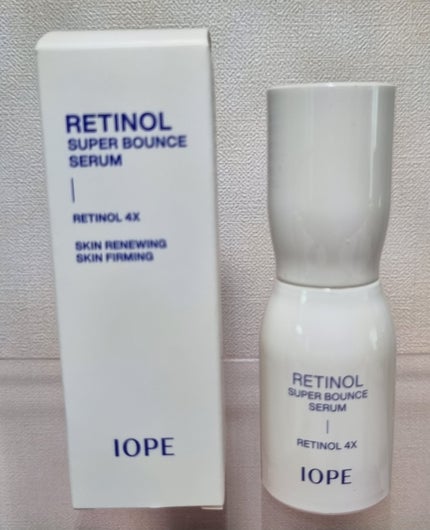 RETINOL
SUPER BOUNCE
SERUM
RETINOL 4X
SKIN RENEWING
SKIN FIRMING
IOPE
RETINOL
SUPER BOUNCE
SERUM
RETINOL 4X
IOPE